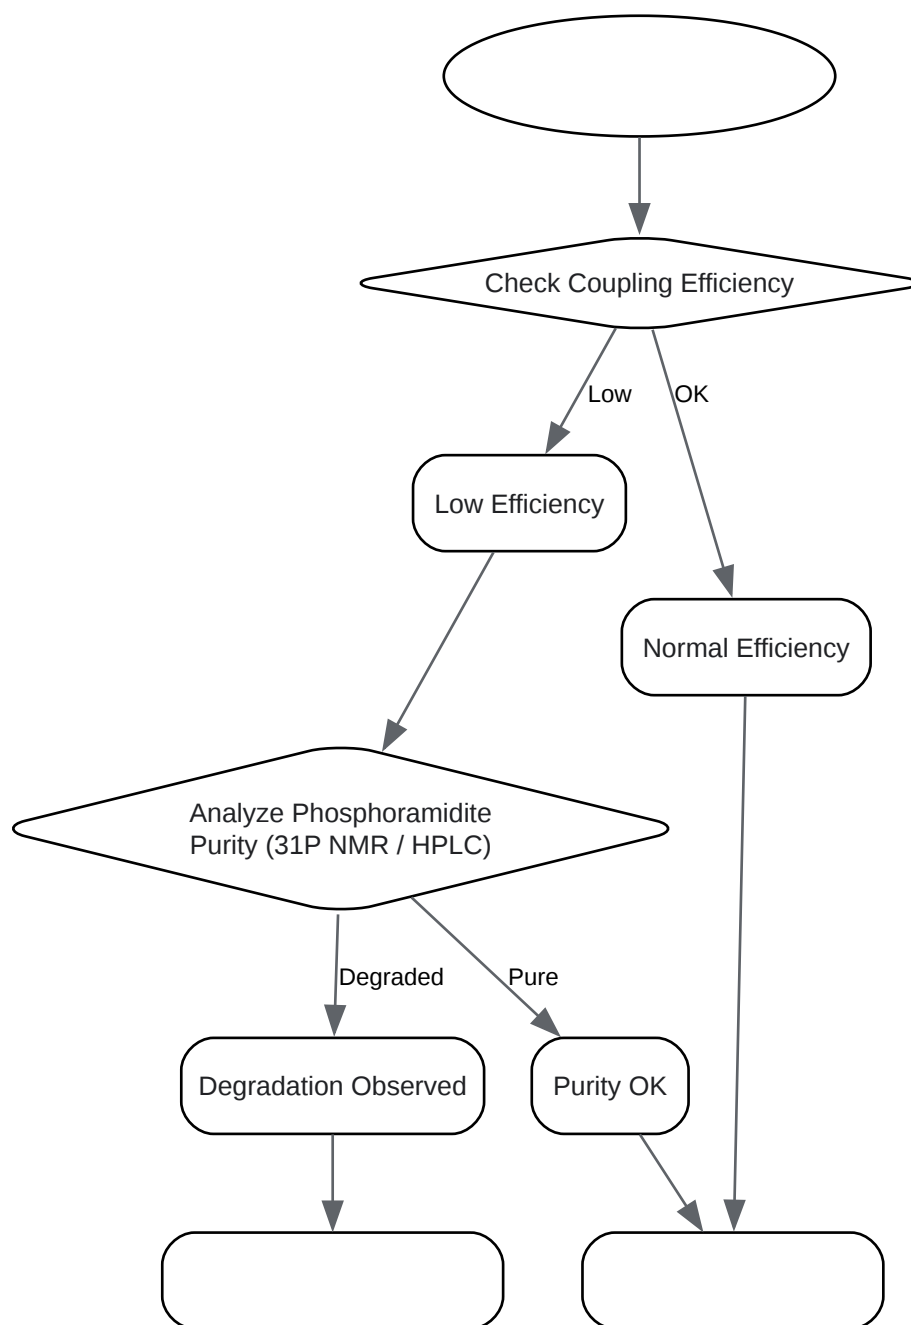 Check Coupling Efficiency
Low
OK
Low Efficiency
Normal Efficiency
Analyze Phosphoramidite
Purity (31P NMR / HPLC)
Degraded
Pure
Degradation Observed
Purity OK